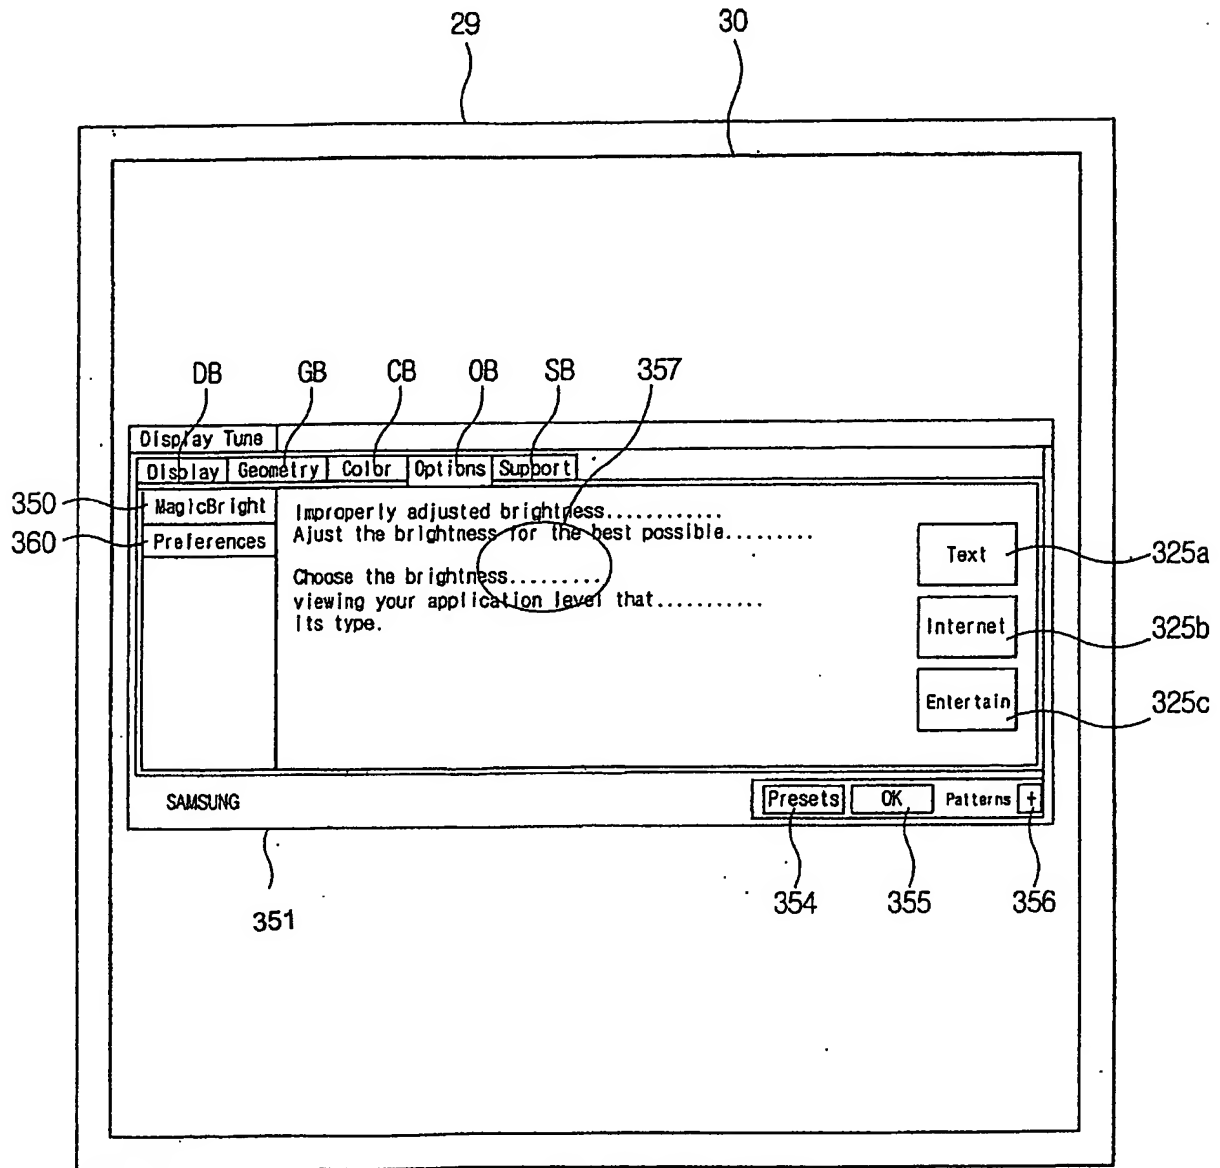 29 30
DB GB CB OB SB 357
Display Tune
Display Geometry Color Options Support
350 MagicBright
360 Preferences
Improperly adjusted brightness............
Ajust the brightness for the best possible.........
Choose the brightness.........
viewing your application level that...........
its type.
Text 325a
Internet 325b
Entertain 325c
SAMSUNG Presets OK Patterns +
351 354 355 356